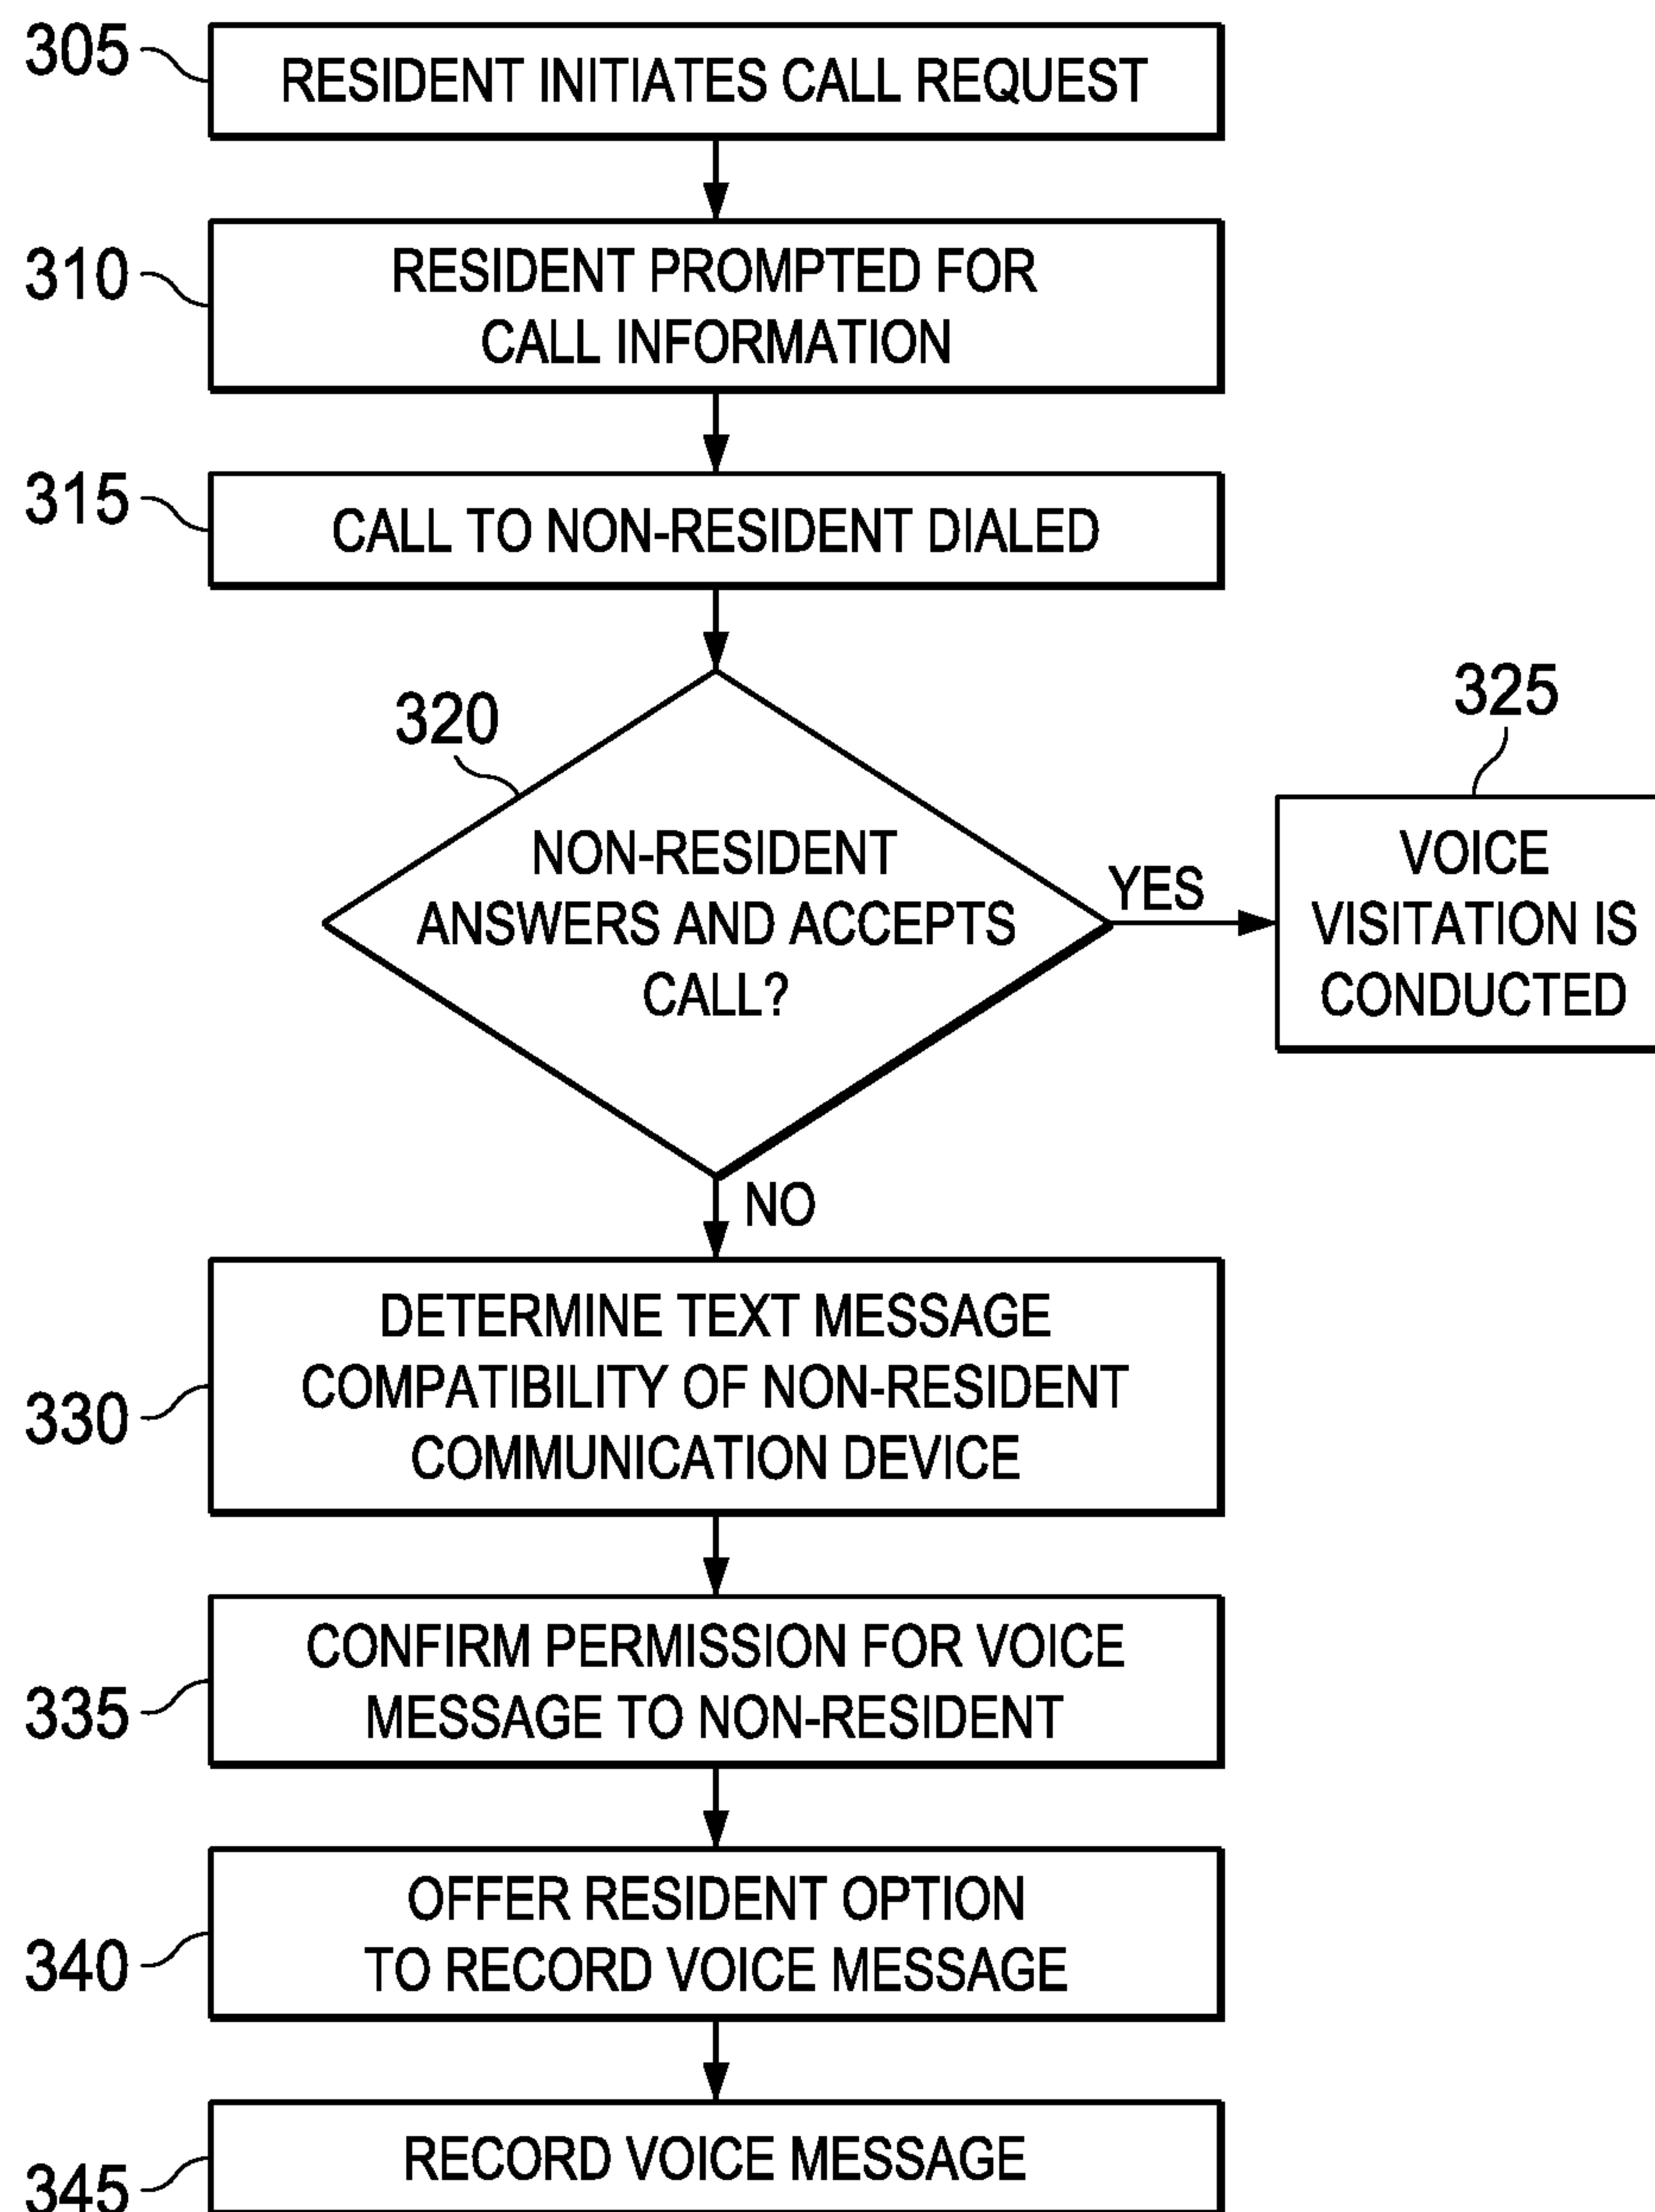 305
RESIDENT INITIATES CALL REQUEST
310
RESIDENT PROMPTED FOR
CALL INFORMATION
315
CALL TO NON-RESIDENT DIALED
320
NON-RESIDENT
ANSWERS AND ACCEPTS
CALL?
YES
325
VOICE
VISITATION IS
CONDUCTED
NO
330
DETERMINE TEXT MESSAGE
COMPATIBILITY OF NON-RESIDENT
COMMUNICATION DEVICE
335
CONFIRM PERMISSION FOR VOICE
MESSAGE TO NON-RESIDENT
340
OFFER RESIDENT OPTION
TO RECORD VOICE MESSAGE
345
RECORD VOICE MESSAGE